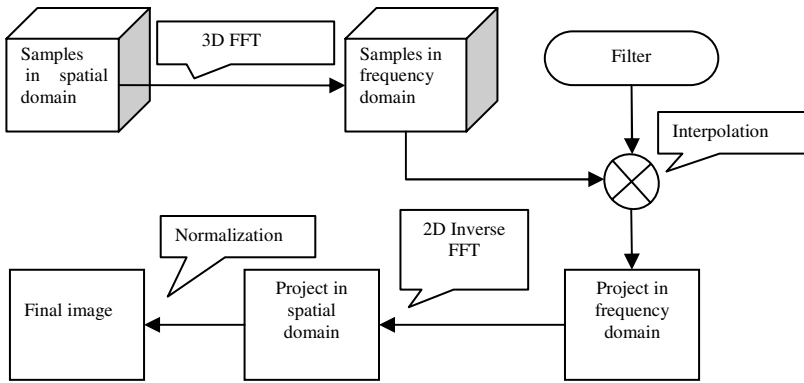 Samples
in spatial
domain
3D FFT
Samples in
frequency
domain
Filter
Interpolation
Normalization
2D Inverse
FFT
Final image
Project in
spatial
domain
Project in
frequency
domain